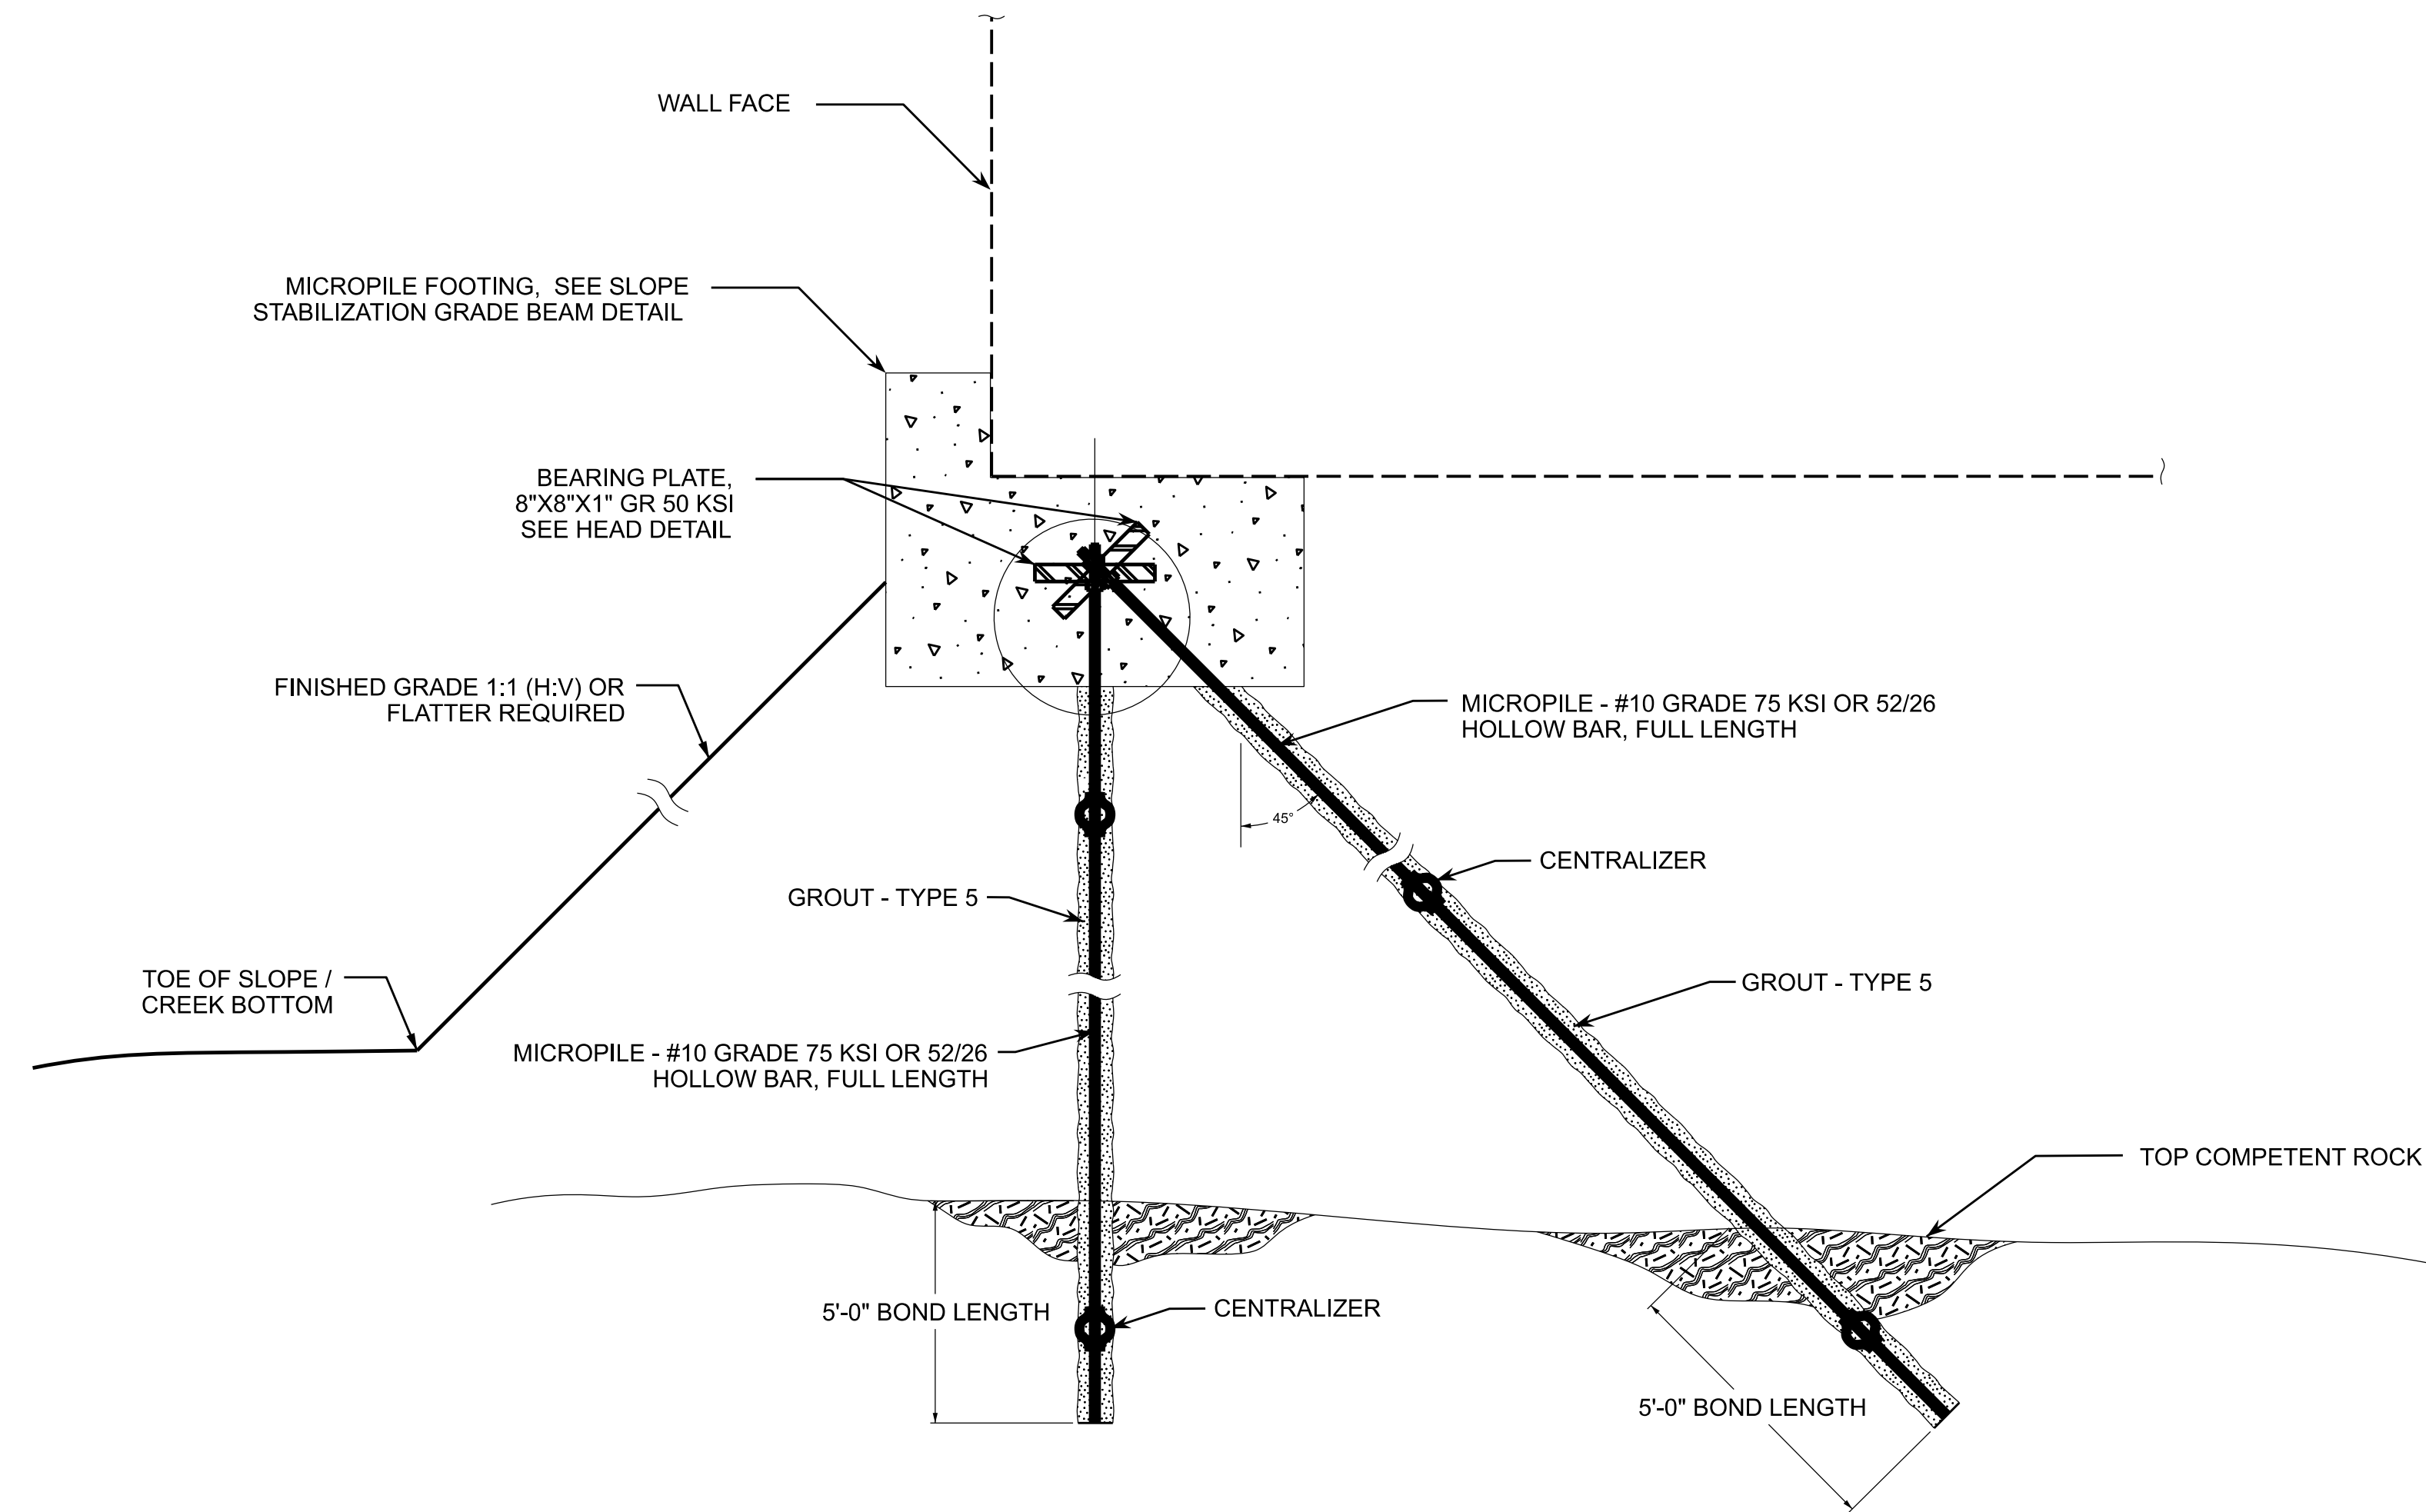 WALL FACE
MICROPILE FOOTING, SEE SLOPE
STABILIZATION GRADE BEAM DETAIL
BEARING PLATE,
8"X8"X1" GR 50 KSI
SEE HEAD DETAIL
FINISHED GRADE 1:1 (H:V) OR
FLATTER REQUIRED
MICROPILE - #10 GRADE 75 KSI OR 52/26
HOLLOW BAR, FULL LENGTH
45°
CENTRALIZER
GROUT - TYPE 5
TOE OF SLOPE /
CREEK BOTTOM
GROUT - TYPE 5
MICROPILE - #10 GRADE 75 KSI OR 52/26
HOLLOW BAR, FULL LENGTH
TOP COMPETENT ROCK
5'-0" BOND LENGTH
CENTRALIZER
5'-0" BOND LENGTH